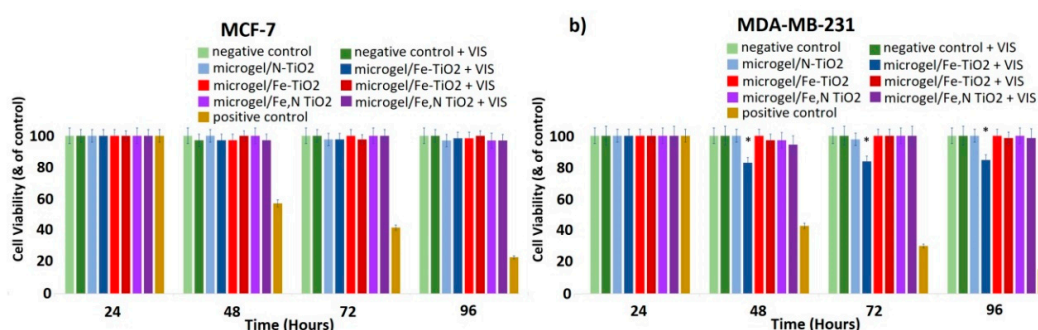 MCF-7
negative control negative control + VIS
microgel/N-TiO2 microgel/Fe-TiO2 + VIS
microgel/Fe-TiO2 microgel/Fe-TiO2 + VIS
microgel/Fe,N TiO2 microgel/Fe,N TiO2 + VIS
positive control
Cell Viability (& of control)
100
80
60
40
20
0
24 48 72 96
Time (Hours)
b) MDA-MB-231
negative control negative control + VIS
microgel/N-TiO2 microgel/Fe-TiO2 + VIS
microgel/Fe-TiO2 microgel/Fe-TiO2 + VIS
microgel/Fe,N TiO2 microgel/Fe,N TiO2 + VIS
positive control
Cell Viability (& of control)
100
80
60
40
20
0
* * *
24 48 72 96
Time (Hours)